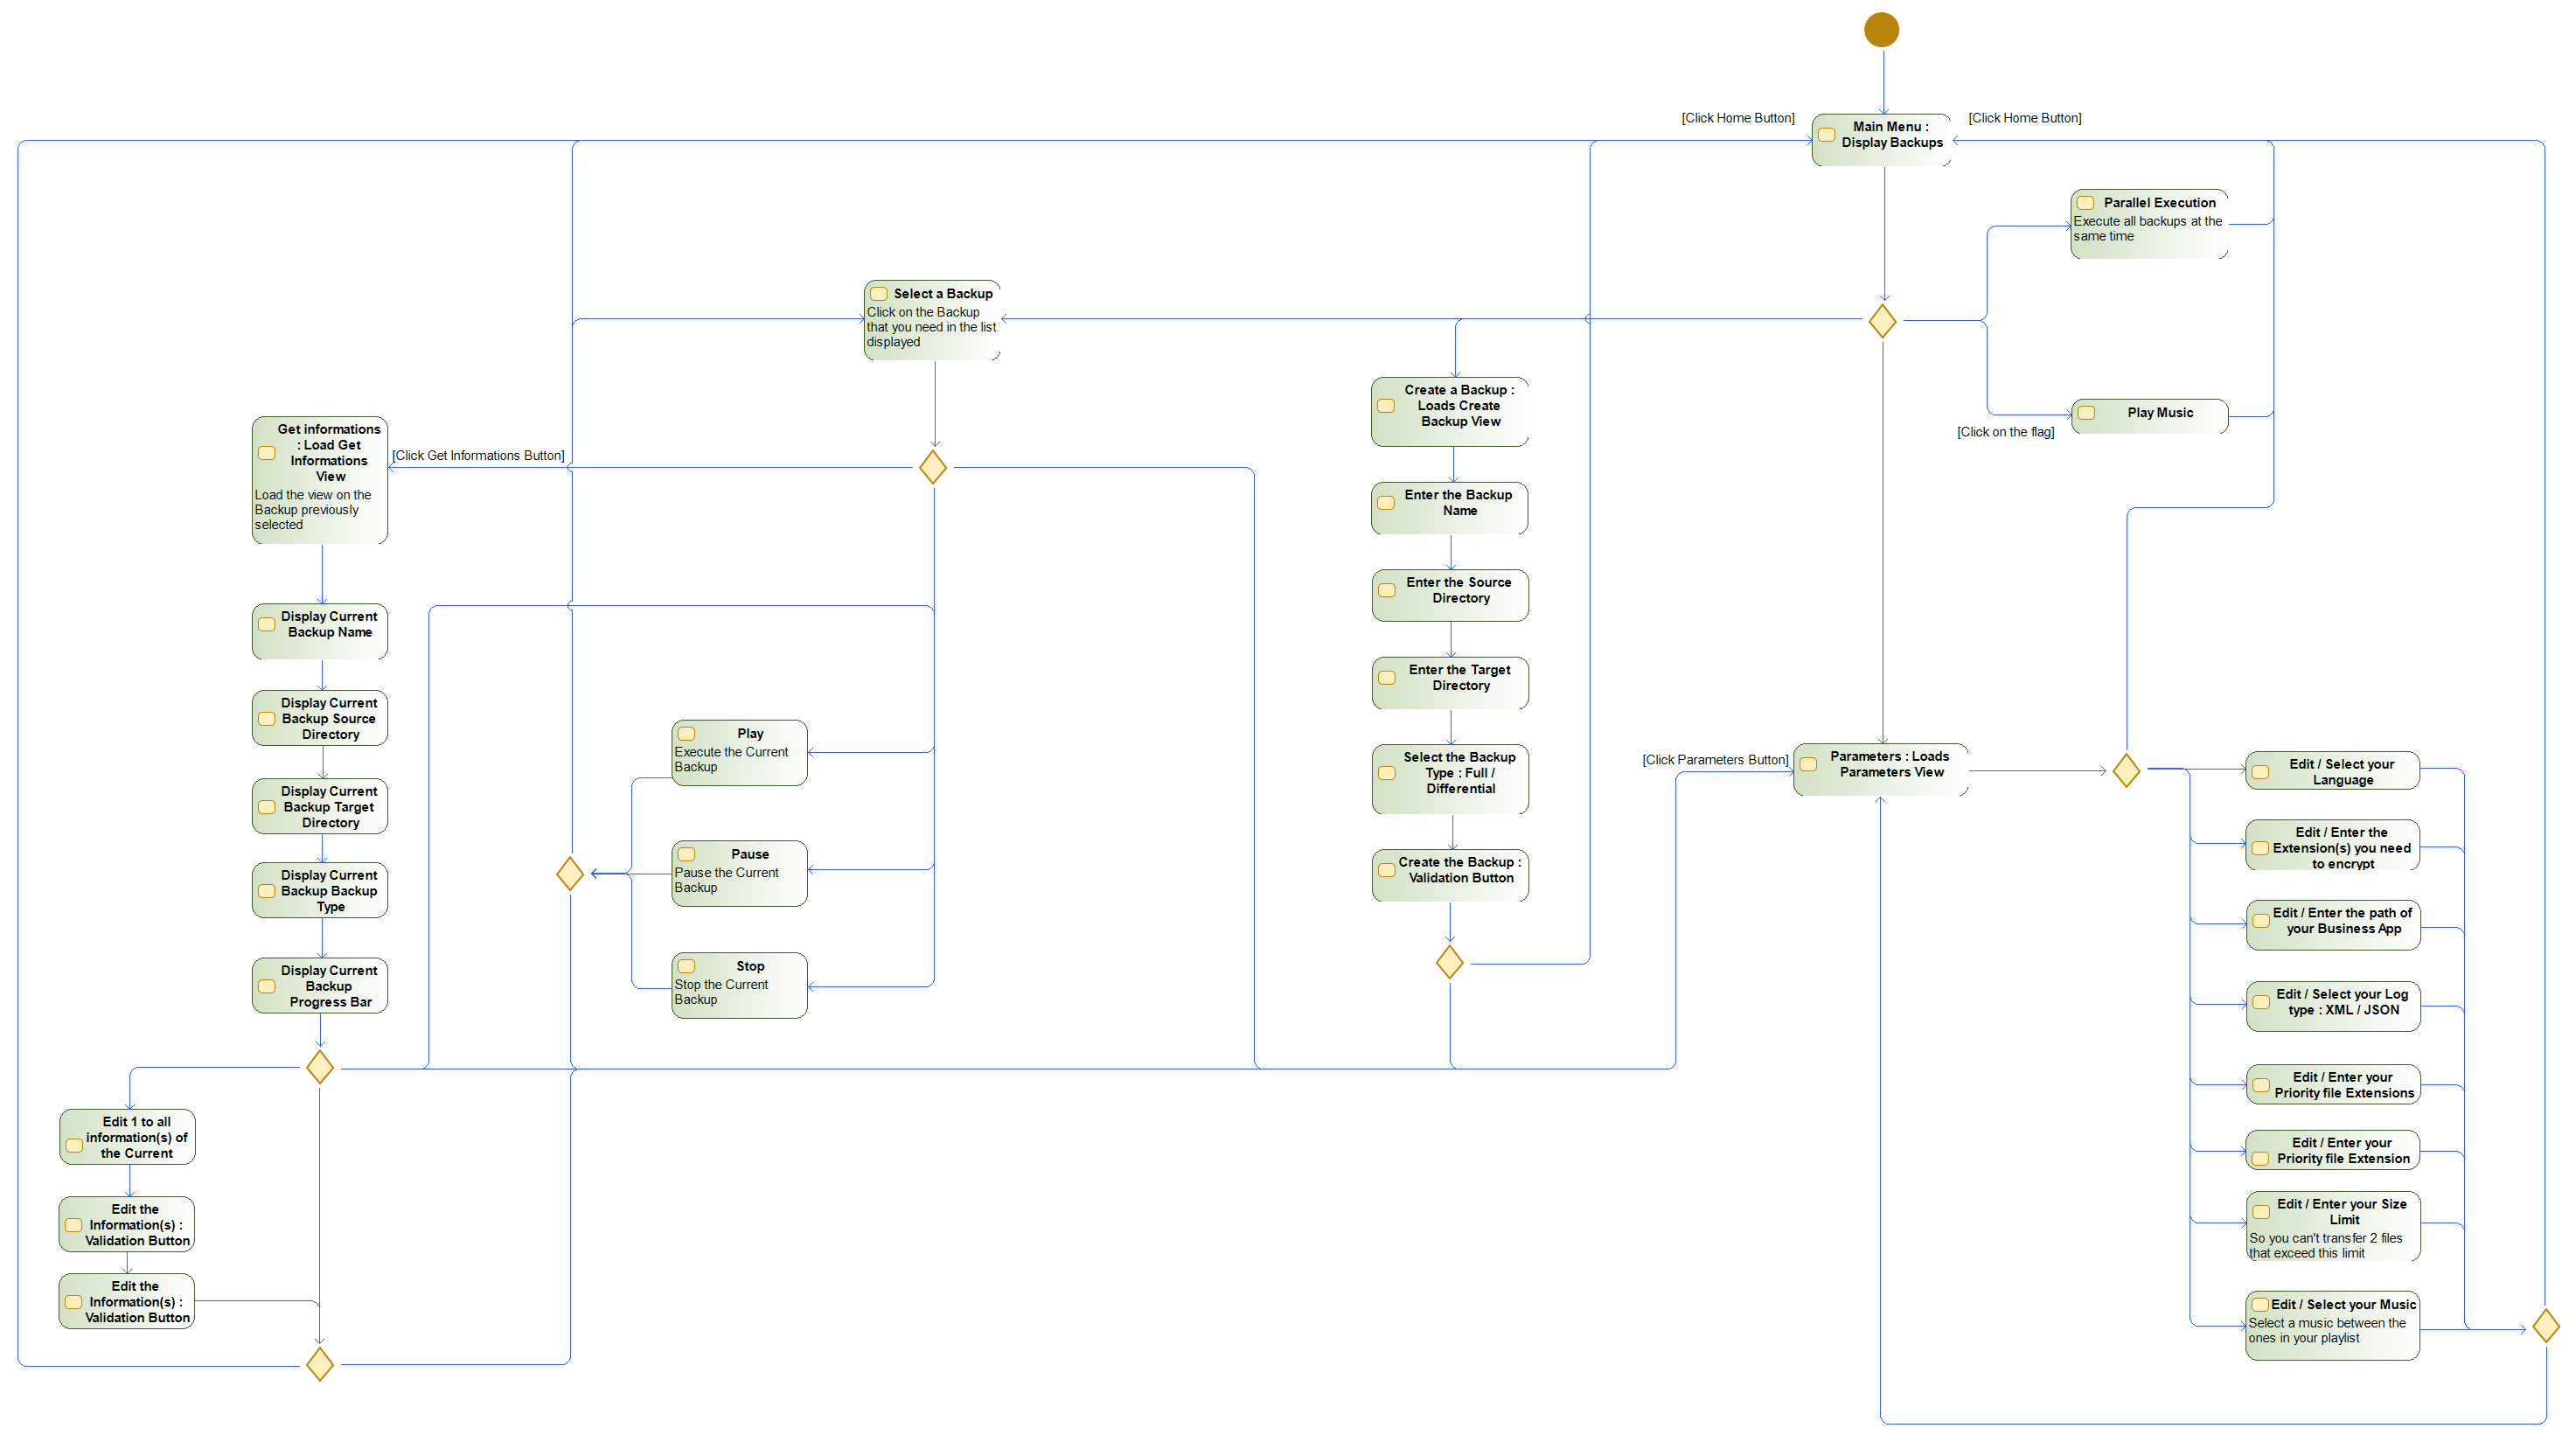 [Click Home Button]
Main Menu :
Display Backups
[Click Home Button]
Parallel Execution
Execute all backups at the
same time
Select a Backup
Click on the Backup
that you need in the list
displayed
Create a Backup :
Loads Create
Backup View
Play Music
[Click on the flag]
Get informations
: Load Get
Informations
View
Load the view on the
Backup previously
selected
[Click Get Informations Button]
Enter the Backup
Name
Enter the Source
Directory
Enter the Target
Directory
Select the Backup
Type : Full /
Differential
Create the Backup :
Validation Button
Display Current
Backup Name
Display Current
Backup Source
Directory
Display Current
Backup Target
Directory
Display Current
Backup Backup
Type
Display Current
Backup
Progress Bar
Play
Execute the Current
Backup
Pause
Pause the Current
Backup
Stop
Stop the Current
Backup
[Click Parameters Button]
Parameters : Loads
Parameters View
Edit / Select your
Language
Edit / Enter the
Extension(s) you need
to encrypt
Edit / Enter the path of
your Business App
Edit / Select your Log
type : XML / JSON
Edit / Enter your
Priority file Extensions
Edit / Enter your
Priority file Extension
Edit / Enter your Size
Limit
So you can't transfer 2 files
that exceed this limit
Edit / Select your Music
Select a music between the
ones in your playlist
Edit 1 to all
information(s) of
the Current
Edit the
Information(s) :
Validation Button
Edit the
Information(s) :
Validation Button